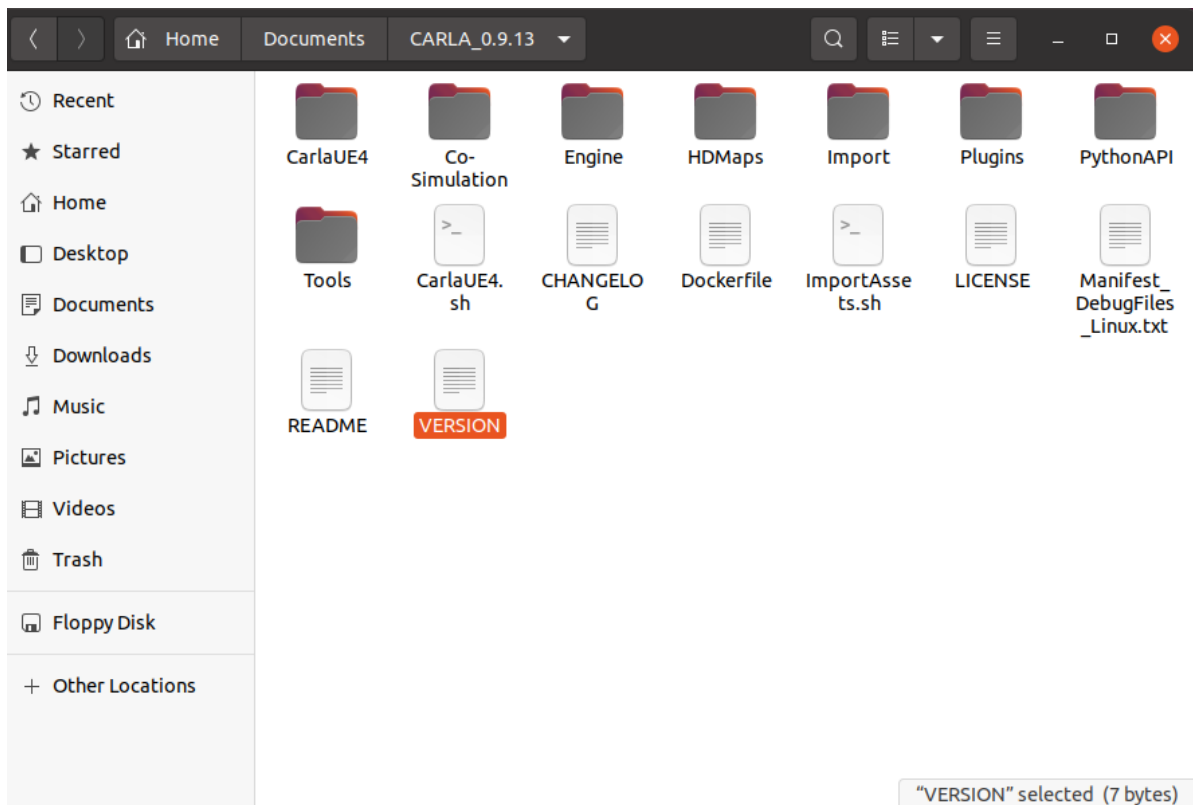 Home Documents CARLA_0.9.13
Recent
Starred
Home
Desktop
Documents
Downloads
Music
Pictures
Videos
Trash
Floppy Disk
+ Other Locations
CarlaUE4
Co-
Simulation
Engine
HDMaps
Import
Plugins
PythonAPI
Tools
>_
CarlaUE4.
sh
CHANGELO
G
Dockerfile
>_
ImportAsse
ts.sh
LICENSE
Manifest_
DebugFiles
_Linux.txt
README
VERSION
“VERSION” selected (7 bytes)